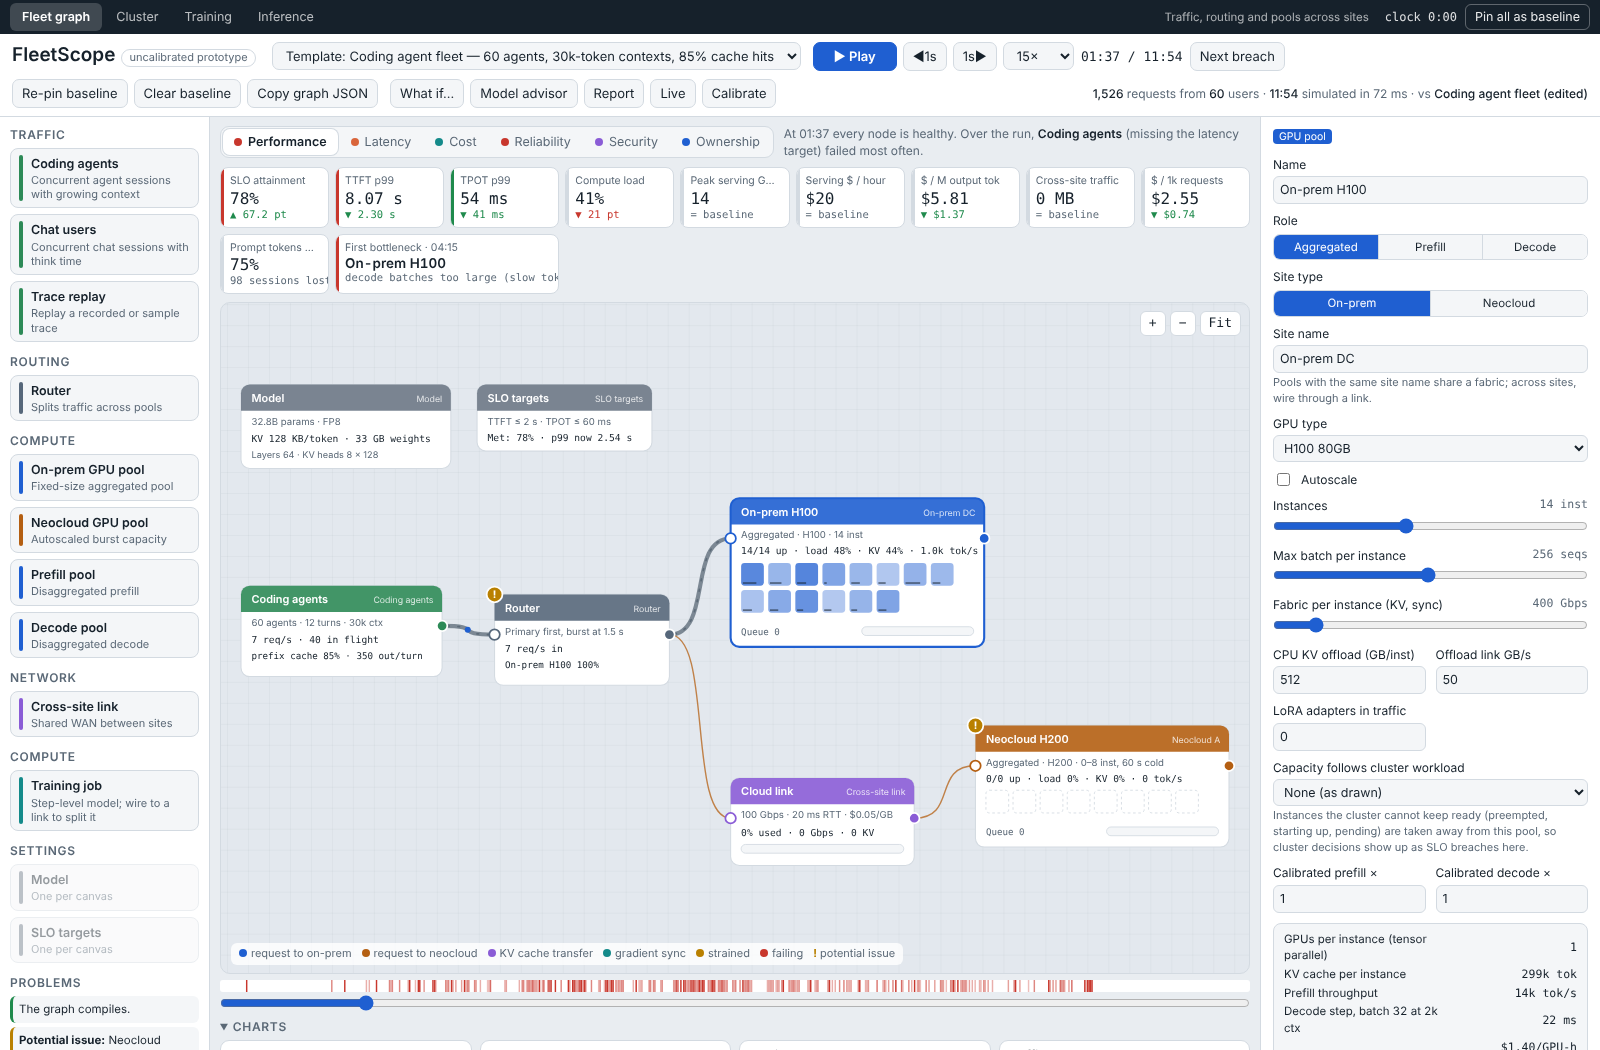 Fleet graph
Cluster
Training
Inference
Traffic, routing and pools across sites
clock 0:00
Pin all as baseline
FleetScope
uncalibrated prototype
Template: Coding agent fleet — 60 agents, 30k-token contexts, 85% cache hits
▶ Play
◀1s
1s▶
15×
01:37 / 11:54
Next breach
Re-pin baseline
Clear baseline
Copy graph JSON
What if...
Model advisor
Report
Live
Calibrate
1,526 requests from 60 users · 11:54 simulated in 72 ms · vs Coding agent fleet (edited)
TRAFFIC
Coding agents
Concurrent agent sessions
with growing context
Chat users
Concurrent chat sessions with
think time
Trace replay
Replay a recorded or sample
trace
ROUTING
Router
Splits traffic across pools
COMPUTE
On-prem GPU pool
Fixed-size aggregated pool
Neocloud GPU pool
Autoscaled burst capacity
Prefill pool
Disaggregated prefill
Decode pool
Disaggregated decode
NETWORK
Cross-site link
Shared WAN between sites
COMPUTE
Training job
Step-level model; wire to a
link to split it
SETTINGS
Model
One per canvas
SLO targets
One per canvas
PROBLEMS
The graph compiles.
Potential issue: Neocloud
Performance
Latency
Cost
Reliability
Security
Ownership
At 01:37 every node is healthy. Over the run, Coding agents (missing the latency
target) failed most often.
SLO attainment
78%
▲ 67.2 pt
TTFT p99
8.07 s
▼ 2.30 s
TPOT p99
54 ms
▼ 41 ms
Compute load
41%
▼ 21 pt
Peak serving G...
14
= baseline
Serving $ / hour
$20
= baseline
$ / M output tok
$5.81
▼ $1.37
Cross-site traffic
0 MB
= baseline
$ / 1k requests
$2.55
▼ $0.74
Prompt tokens ...
75%
98 sessions lost
First bottleneck · 04:15
On-prem H100
decode batches too large (slow tok
+
−
Fit
Model
Model
32.8B params · FP8
KV 128 KB/token · 33 GB weights
Layers 64 · KV heads 8 × 128
SLO targets
SLO targets
TTFT ≤ 2 s · TPOT ≤ 60 ms
Met: 78% · p99 now 2.54 s
On-prem H100
On-prem DC
Aggregated · H100 · 14 inst
14/14 up · load 48% · KV 44% · 1.0k tok/s
Queue 0
Coding agents
Coding agents
60 agents · 12 turns · 30k ctx
7 req/s · 40 in flight
prefix cache 85% · 350 out/turn
!
Router
Router
Primary first, burst at 1.5 s
7 req/s in
On-prem H100 100%
!
Neocloud H200
Neocloud A
Aggregated · H200 · 0–8 inst, 60 s cold
0/0 up · load 0% · KV 0% · 0 tok/s
Queue 0
Cloud link
Cross-site link
100 Gbps · 20 ms RTT · $0.05/GB
0% used · 0 Gbps · 0 KV
request to on-prem
request to neocloud
KV cache transfer
gradient sync
strained
failing
! potential issue
▼ CHARTS
GPU pool
Name
On-prem H100
Role
Aggregated
Prefill
Decode
Site type
On-prem
Neocloud
Site name
On-prem DC
Pools with the same site name share a fabric; across sites,
wire through a link.
GPU type
H100 80GB
Autoscale
Instances
14 inst
Max batch per instance
256 seqs
Fabric per instance (KV, sync)
400 Gbps
CPU KV offload (GB/inst)
Offload link GB/s
512
50
LoRA adapters in traffic
0
Capacity follows cluster workload
None (as drawn)
Instances the cluster cannot keep ready (preempted,
starting up, pending) are taken away from this pool, so
cluster decisions show up as SLO breaches here.
Calibrated prefill ×
Calibrated decode ×
1
1
GPUs per instance (tensor
parallel)
1
KV cache per instance
299k tok
Prefill throughput
14k tok/s
Decode step, batch 32 at 2k
ctx
22 ms
$1.40/GPU-h